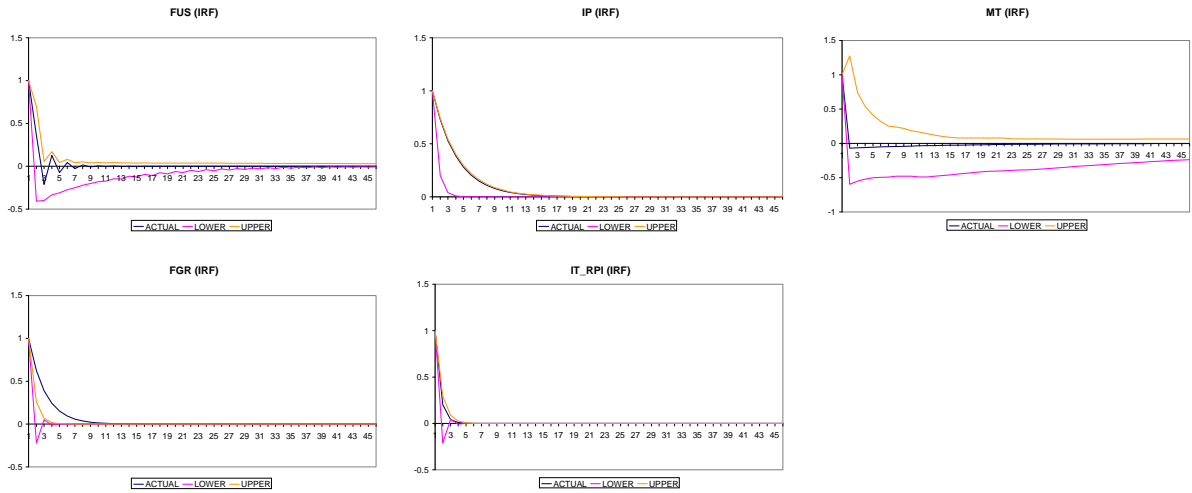 FUS (IRF)
1.5
1
0.5
0
-0.5
1 3 5 7 9 11 13 15 17 19 21 23 25 27 29 31 33 35 37 39 41 43 45
ACTUAL LOWER UPPER
IP (IRF)
1.5
1
0.5
0
1 3 5 7 9 11 13 15 17 19 21 23 25 27 29 31 33 35 37 39 41 43 45
ACTUAL LOWER UPPER
MT (IRF)
1.5
1
0.5
0
-0.5
-1
1 3 5 7 9 11 13 15 17 19 21 23 25 27 29 31 33 35 37 39 41 43 45
ACTUAL LOWER UPPER
FGR (IRF)
1.5
1
0.5
0
-0.5
1 3 5 7 9 11 13 15 17 19 21 23 25 27 29 31 33 35 37 39 41 43 45
ACTUAL LOWER UPPER
IT_RPI (IRF)
1.5
1
0.5
0
-0.5
1 3 5 7 9 11 13 15 17 19 21 23 25 27 29 31 33 35 37 39 41 43 45
ACTUAL LOWER UPPER